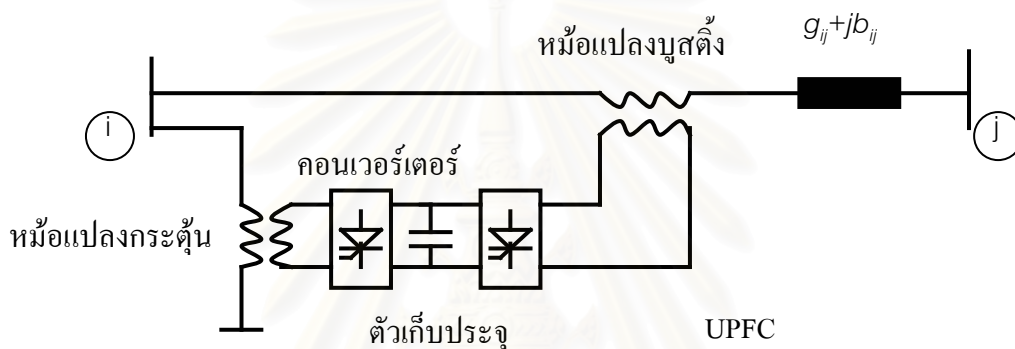 g_ij+jb_ij
หม้อแปลงบูสติ้ง
i
j
คอนเวอร์เตอร์
หม้อแปลงกระตุ้น
ตัวเก็บประจุ
UPFC